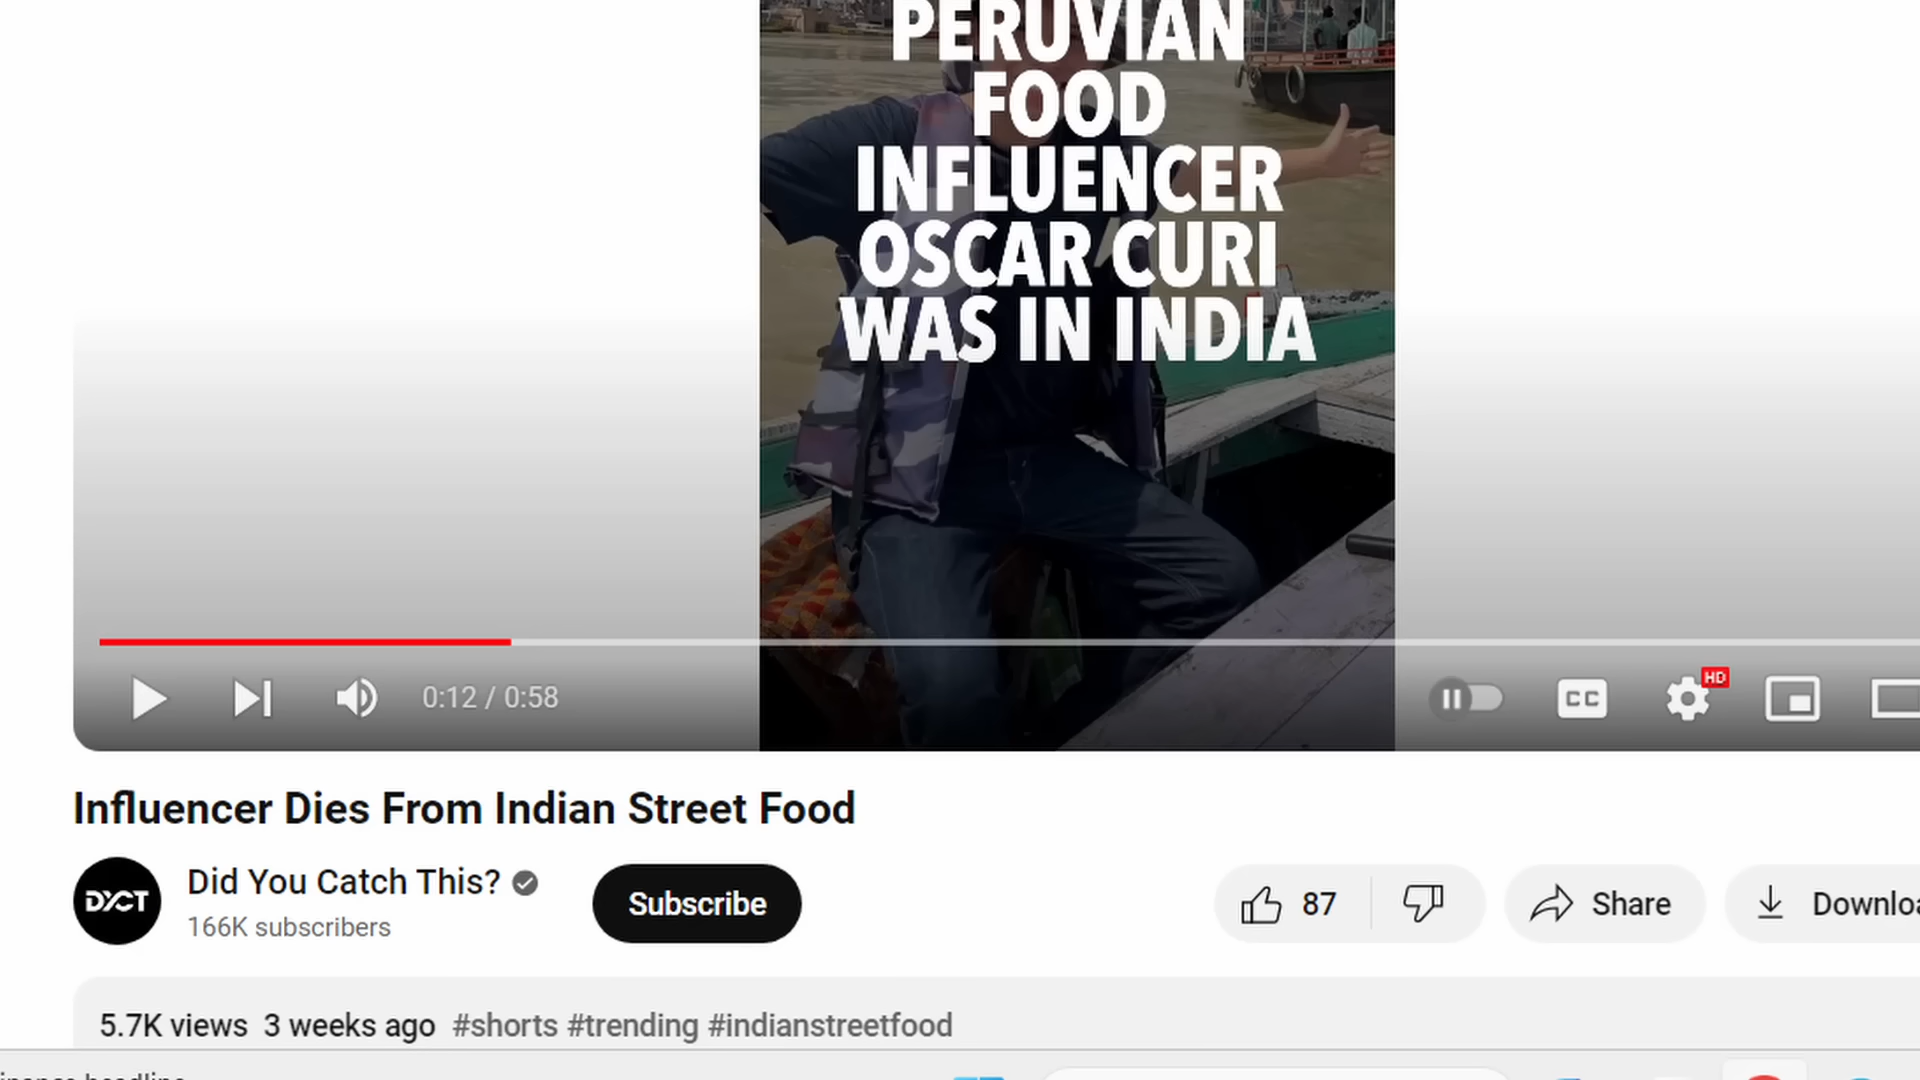 PERUVIAN
FOOD
INFLUENCER
OSCAR CURI
WAS IN INDIA
0:12 / 0:58
CC
HD
Influencer Dies From Indian Street Food
DYCT
Did You Catch This?
166K subscribers
Subscribe
87
Share
5.7K views 3 weeks ago #shorts #trending #indianstreetfood